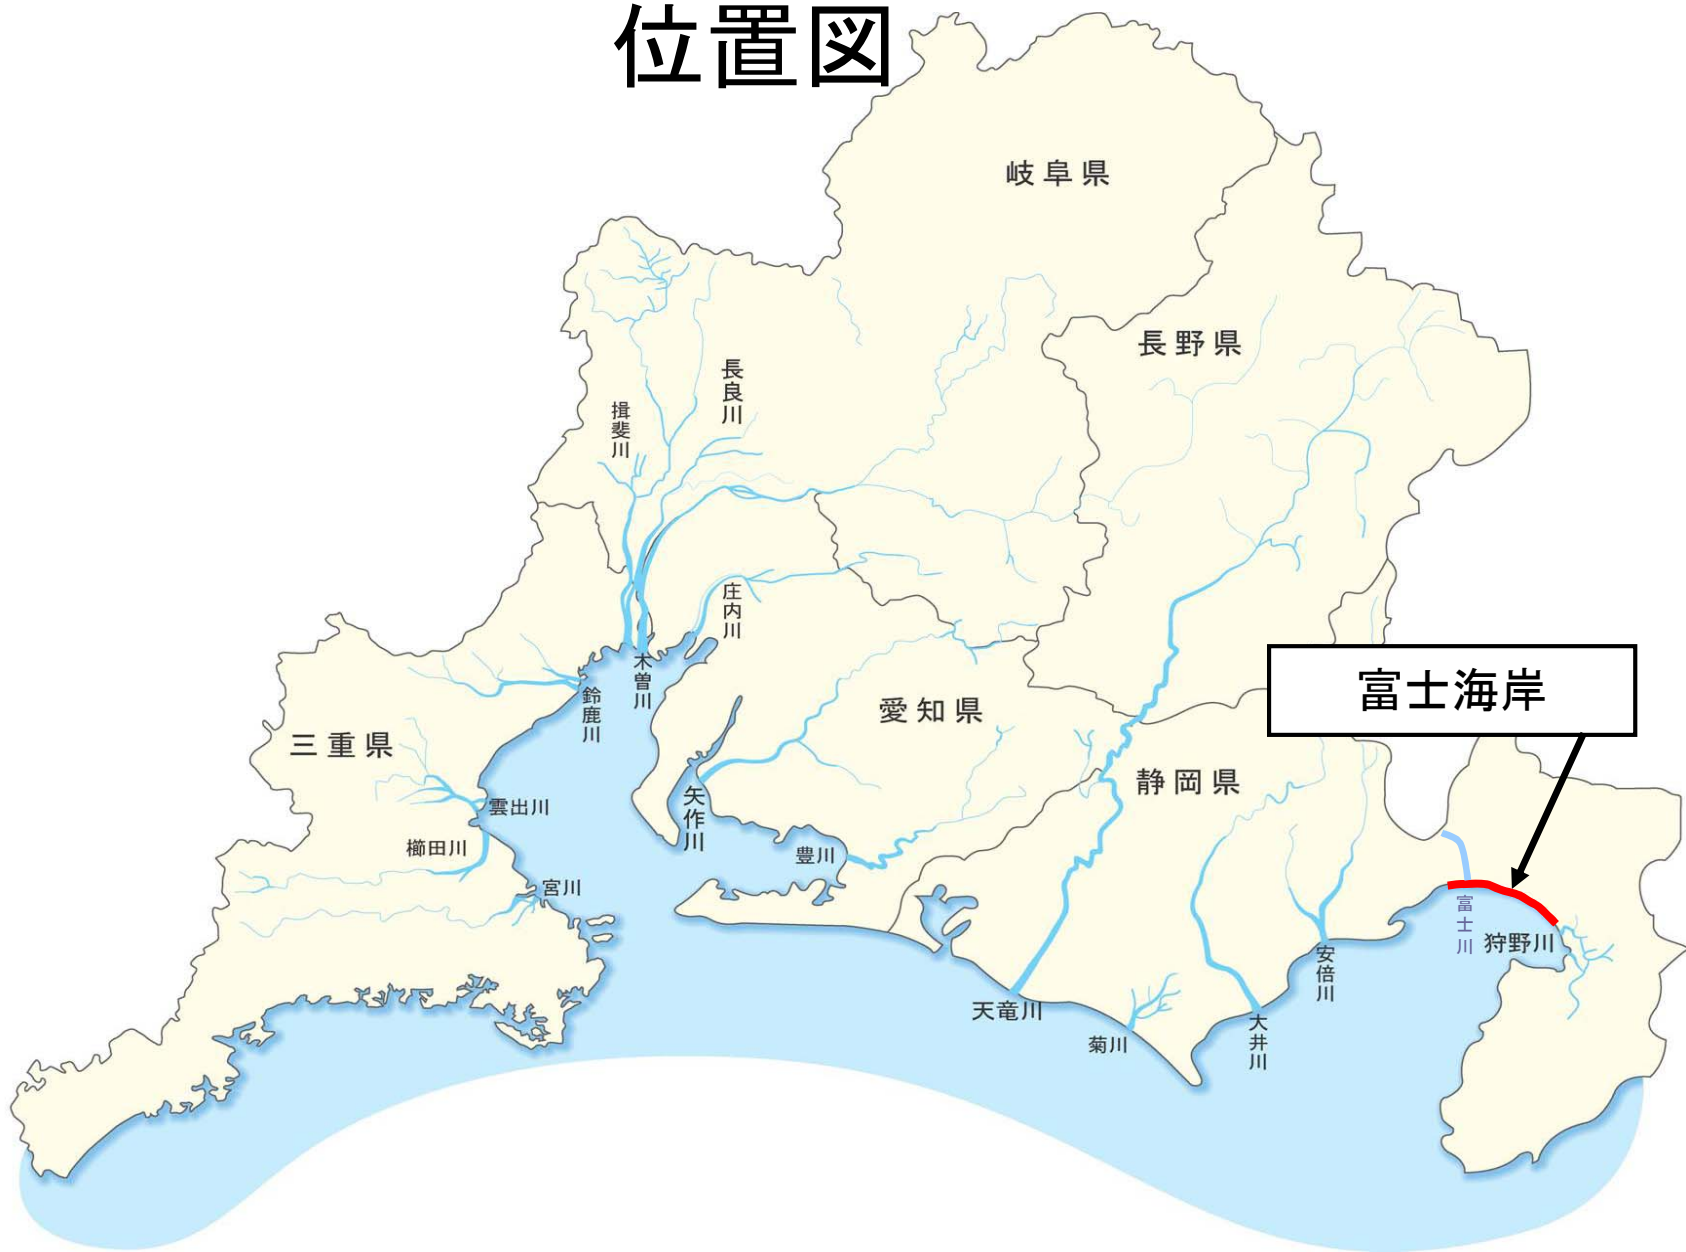 位置図
岐阜県
長野県
長良川
揖斐川
庄内川
木曽川
鈴鹿川
富士海岸
愛知県
三重県
静岡県
矢作川
雲出川
櫛田川
豊川
宮川
富士川
狩野川
安倍川
天竜川
大井川
菊川